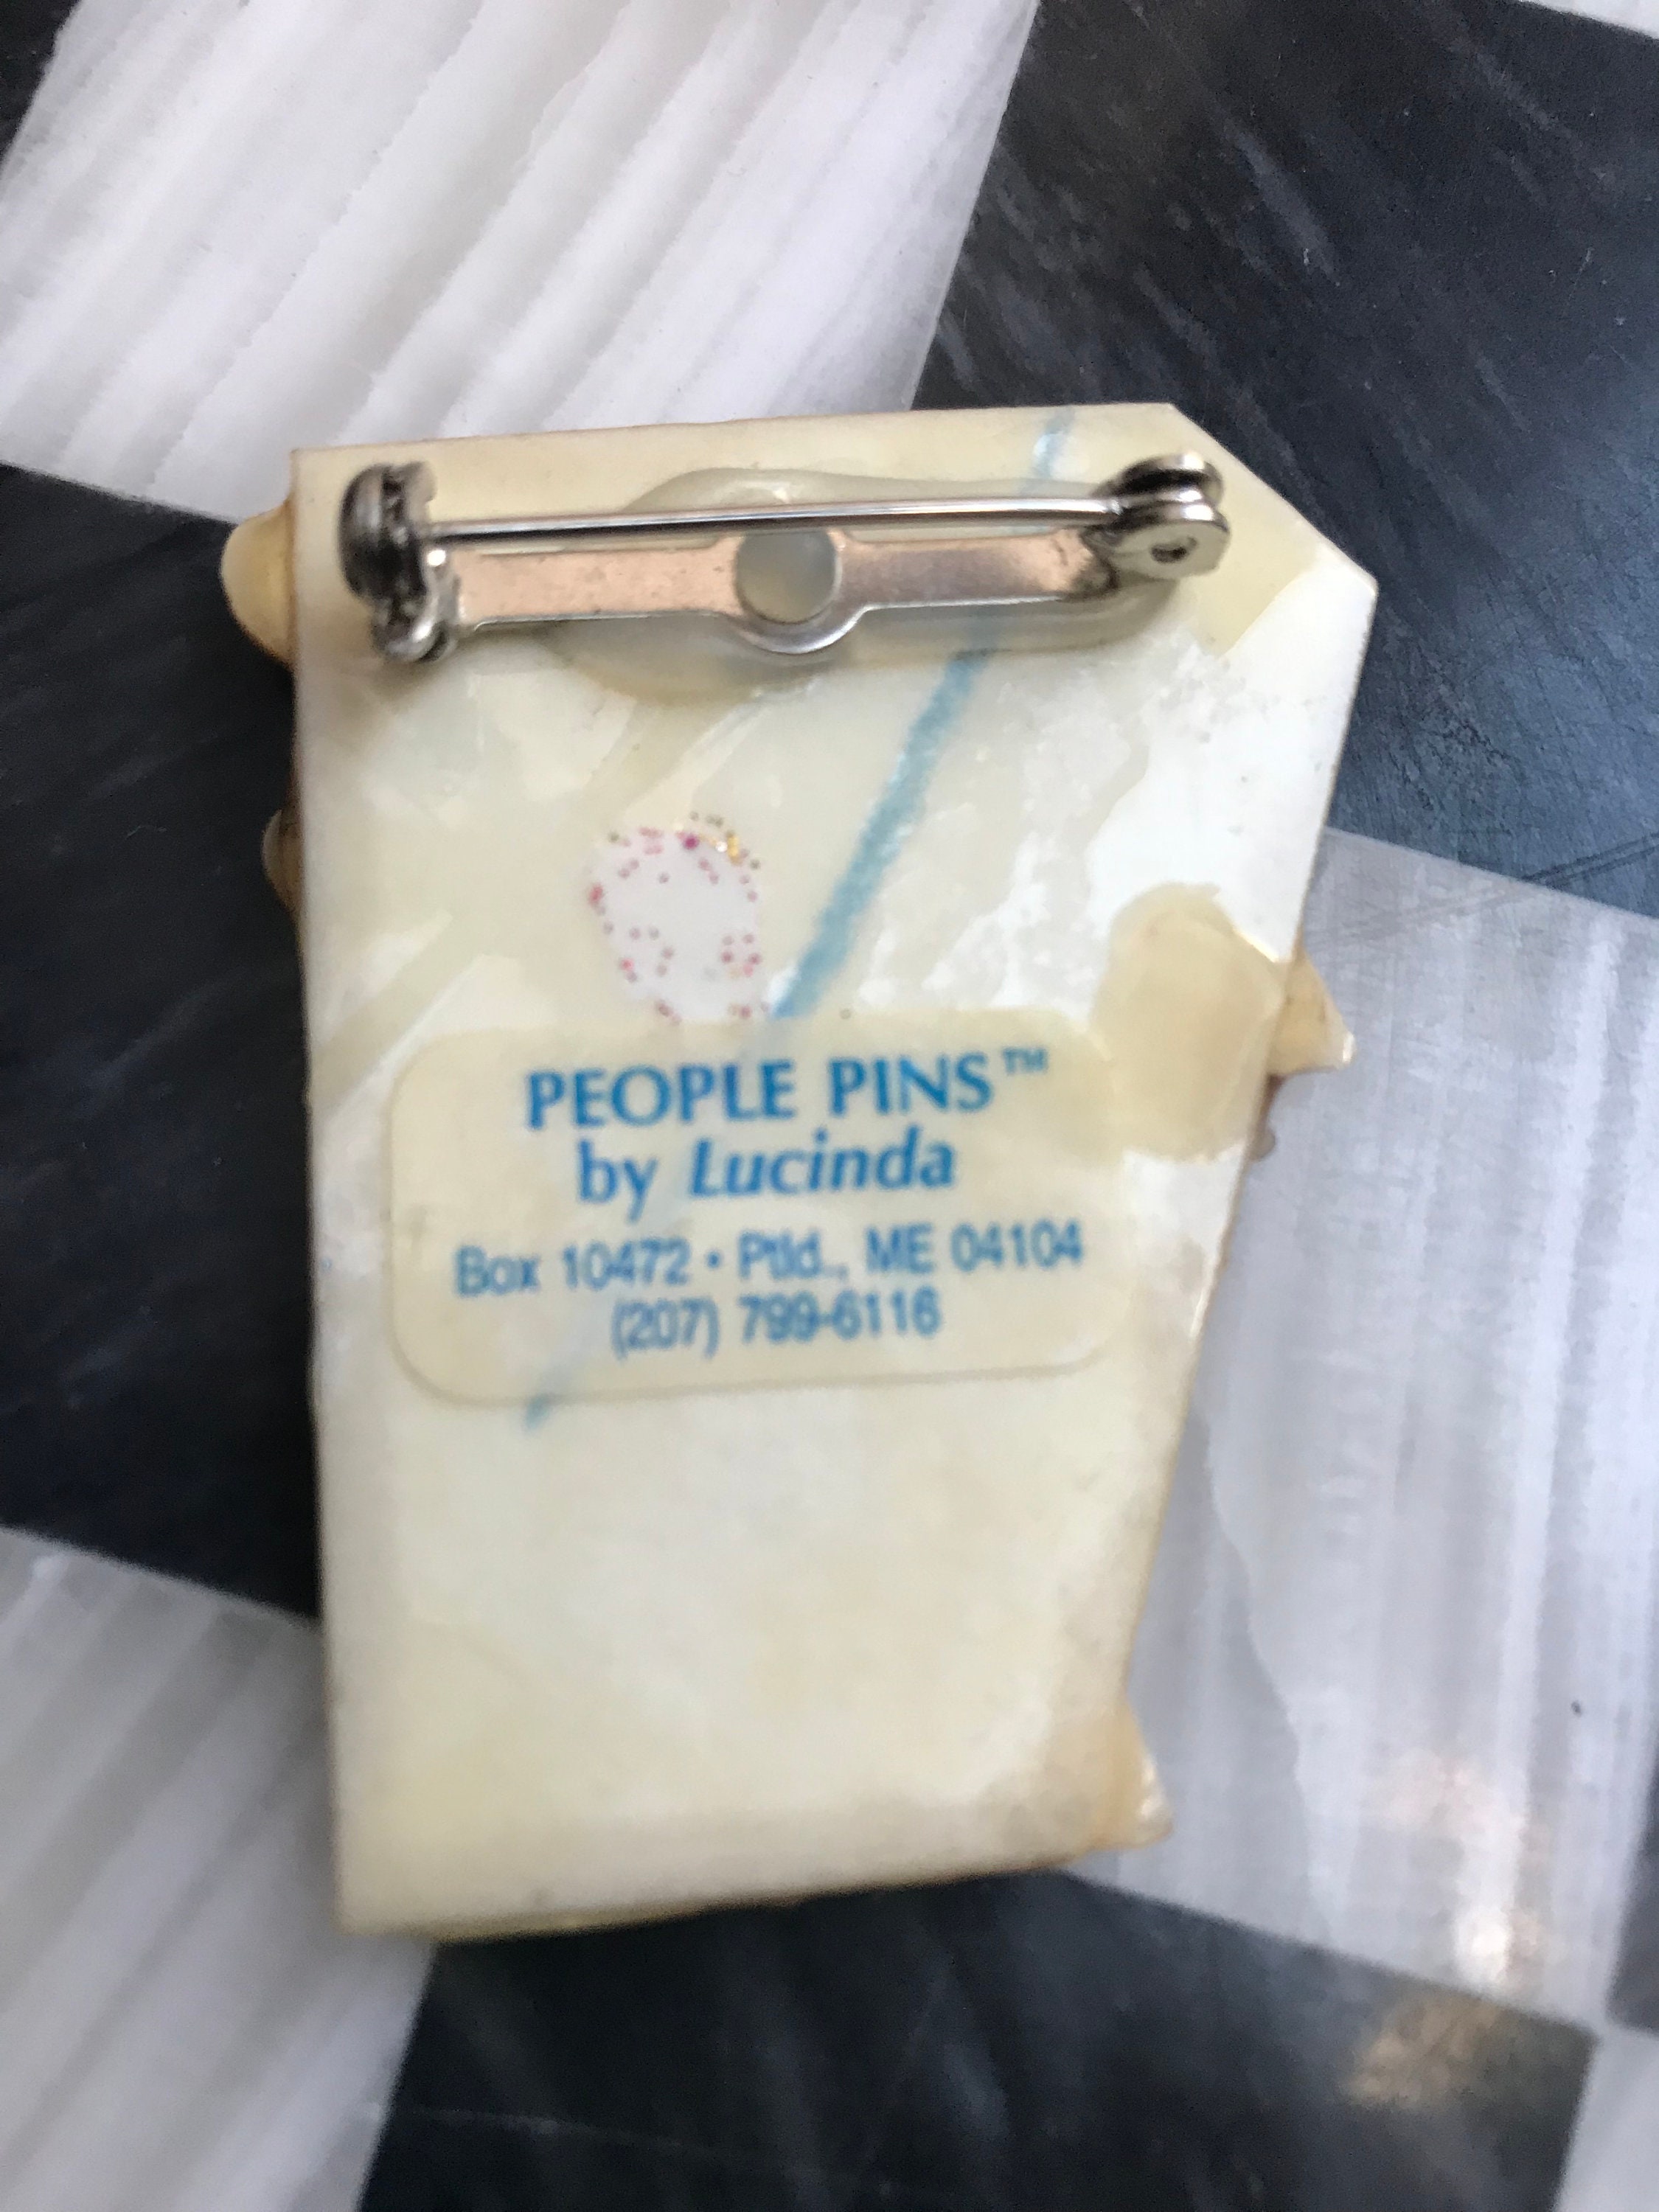 PEOPLE PINS™
by Lucinda
Box 10472 • Ptld., ME 04104
(207) 799-6116